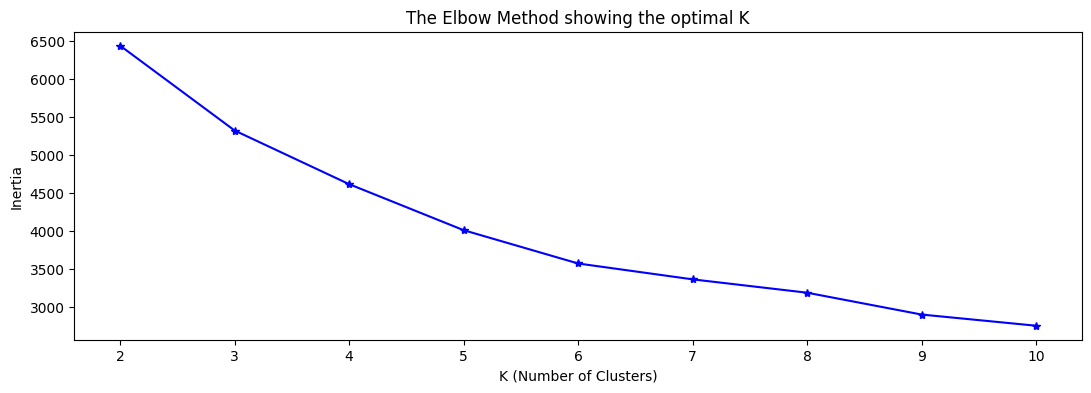 The Elbow Method showing the optimal K
6500
6000
5500
5000
4500
4000
3500
3000
Inertia
2 3 4 5 6 7 8 9 10
K (Number of Clusters)